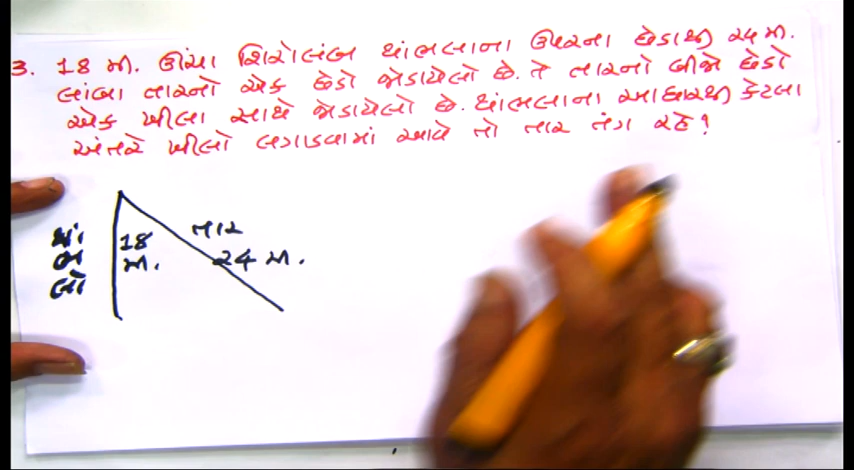 3. 18 મી. ઊંચા શિરોલંબ થાંભલાના ઉપરના છેડાથી 24 મી.
લાંબા તારનો એક છેડો જોડાયેલો છે. તે તારનો બીજો છેડો
એક ખીલા સાથે જોડાયેલો છે. થાંભલાના આધારથી કેટલા
અંતરે ખીલો લગાડવામાં આવે તો તાર તંગ રહે?
તાર
થાં 18
ભ મી. 24 મી.
લો